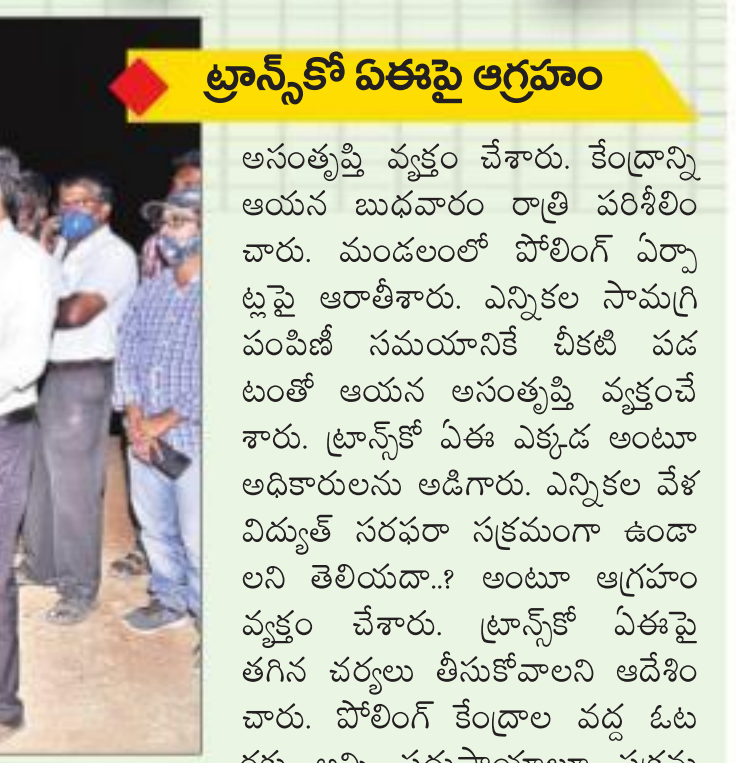 ట్రాన్స్‌కో ఏఈపై ఆగ్రహం
అసంతృప్తి వ్యక్తం చేశారు. కేంద్రాన్ని
ఆయన బుధవారం రాత్రి పరిశీలిం
చారు. మండలంలో పోలింగ్ ఏర్పా
ట్లపై ఆరాతీశారు. ఎన్నికల సామగ్రి
పంపిణీ సమయానికే చీకటి పడ
టంతో ఆయన అసంతృప్తి వ్యక్తంచే
శారు. ట్రాన్స్‌కో ఏఈ ఎక్కడ అంటూ
అధికారులను అడిగారు. ఎన్నికల వేళ
విద్యుత్ సరఫరా సక్రమంగా ఉండా
లని తెలియదా..? అంటూ ఆగ్రహం
వ్యక్తం చేశారు. ట్రాన్స్‌కో ఏఈపై
తగిన చర్యలు తీసుకోవాలని ఆదేశిం
చారు. పోలింగ్ కేంద్రాల వద్ద ఓట